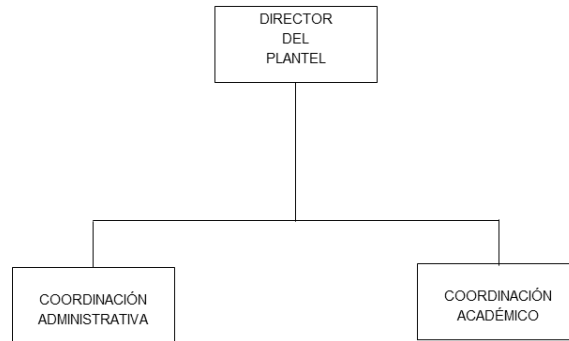 DIRECTOR
DEL
PLANTEL
COORDINACIÓN
ADMINISTRATIVA
COORDINACIÓN
ACADÉMICO